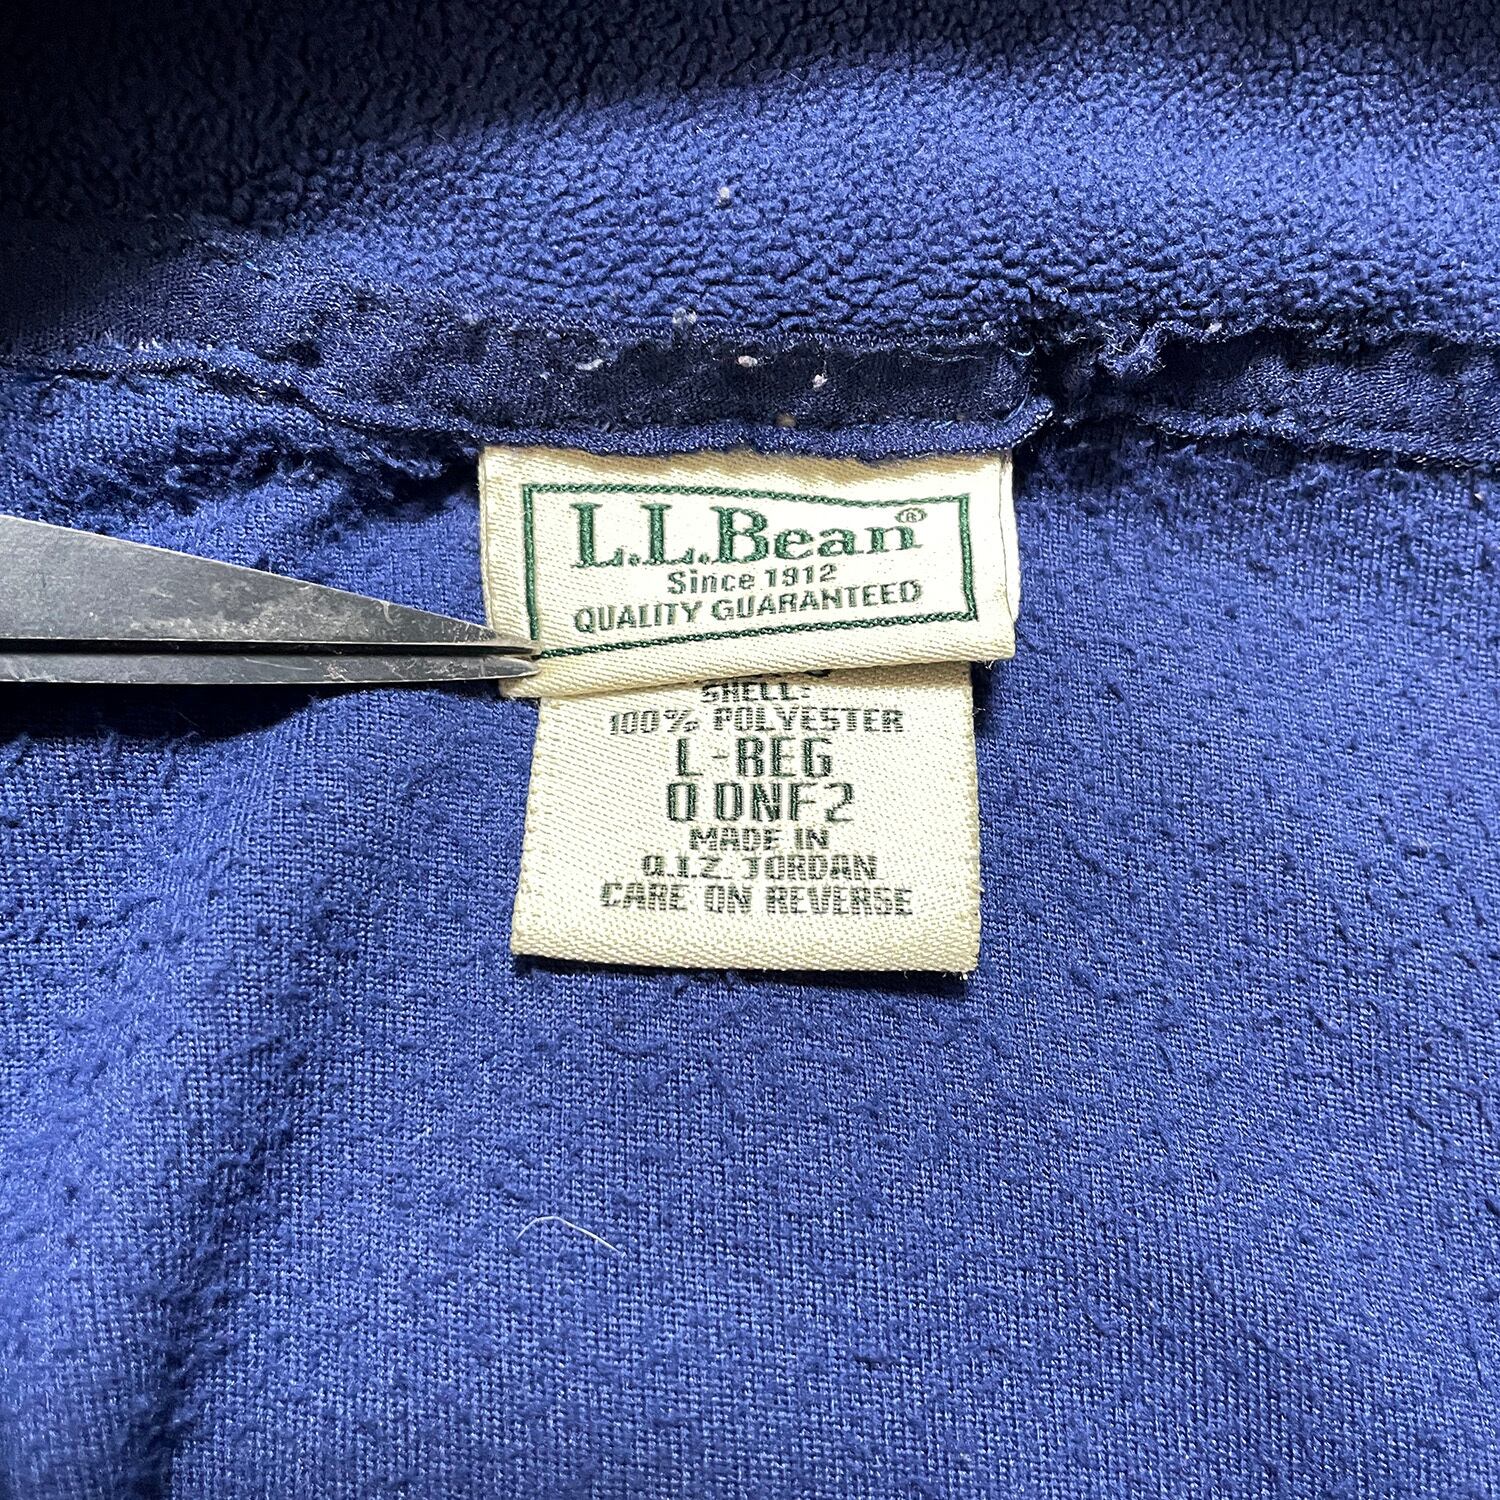 L.L.Bean®
Since 1912
QUALITY GUARANTEED
SHELL:
100% POLYESTER
L-REG
0 0NF2
MADE IN
Q.I.Z. JORDAN
CARE ON REVERSE